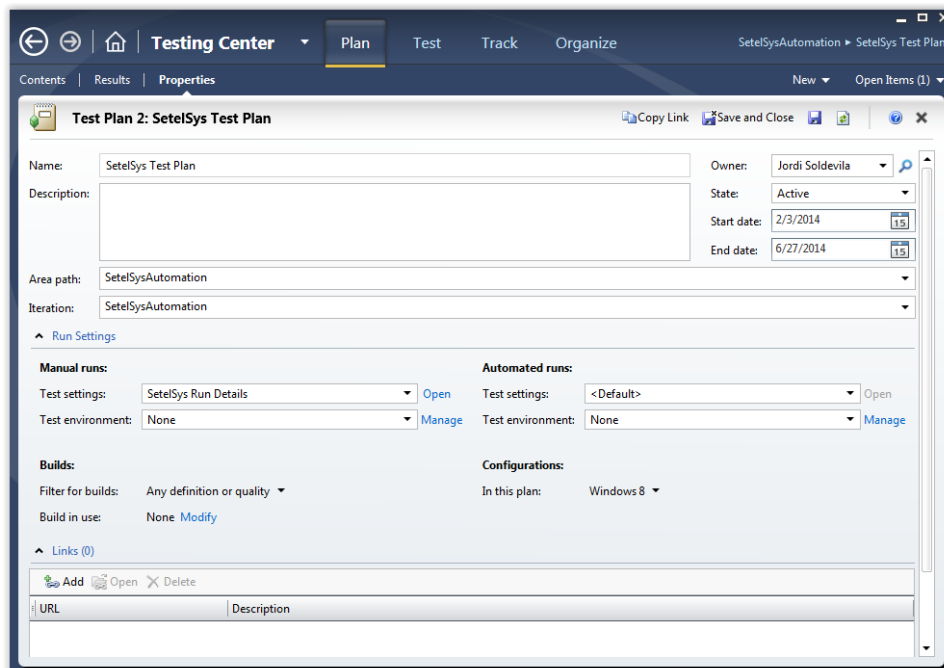 Testing Center Plan Test Track Organize SetelSysAutomation ▸ SetelSys Test Plan
Contents | Results | Properties New Open Items (1)
Test Plan 2: SetelSys Test Plan Copy Link Save and Close
Name: SetelSys Test Plan Owner: Jordi Soldevila
Description: State: Active
Start date: 2/3/2014 15
End date: 6/27/2014 15
Area path: SetelSysAutomation
Iteration: SetelSysAutomation
Run Settings
Manual runs: Automated runs:
Test settings: SetelSys Run Details Open Test settings: <Default> Open
Test environment: None Manage Test environment: None Manage
Builds: Configurations:
Filter for builds: Any definition or quality In this plan: Windows 8
Build in use: None Modify
Links (0)
Add Open Delete
URL Description